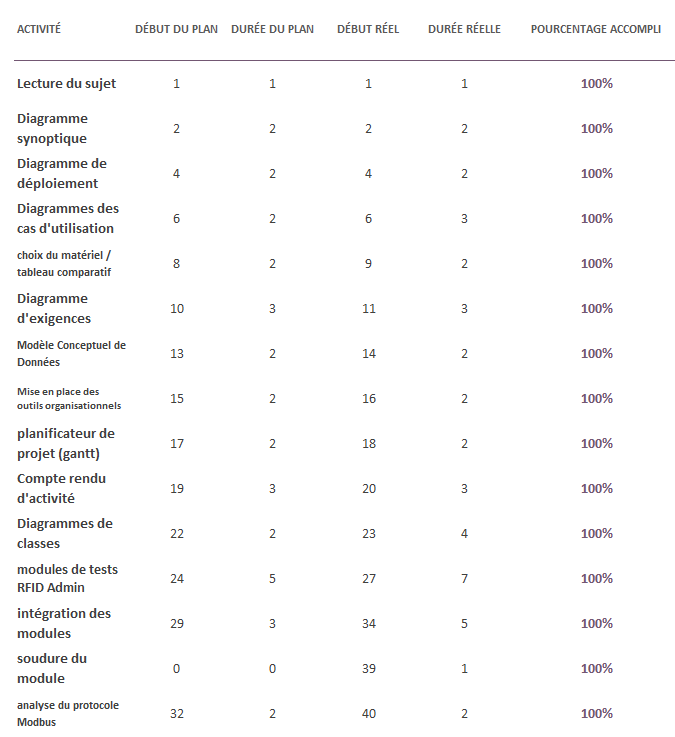 ACTIVITÉ DÉBUT DU PLAN DURÉE DU PLAN DÉBUT RÉEL DURÉE RÉELLE POURCENTAGE ACCOMPLI
Lecture du sujet 1 1 1 1 100%
Diagramme
synoptique 2 2 2 2 100%
Diagramme de
déploiement 4 2 4 2 100%
Diagrammes des
cas d'utilisation 6 2 6 3 100%
choix du matériel /
tableau comparatif 8 2 9 2 100%
Diagramme
d'exigences 10 3 11 3 100%
Modèle Conceptuel de
Données 13 2 14 2 100%
Mise en place des
outils organisationnels 15 2 16 2 100%
planificateur de
projet (gantt) 17 2 18 2 100%
Compte rendu
d'activité 19 3 20 3 100%
Diagrammes de
classes 22 2 23 4 100%
modules de tests
RFID Admin 24 5 27 7 100%
intégration des
modules 29 3 34 5 100%
soudure du
module 0 0 39 1 100%
analyse du protocole
Modbus 32 2 40 2 100%